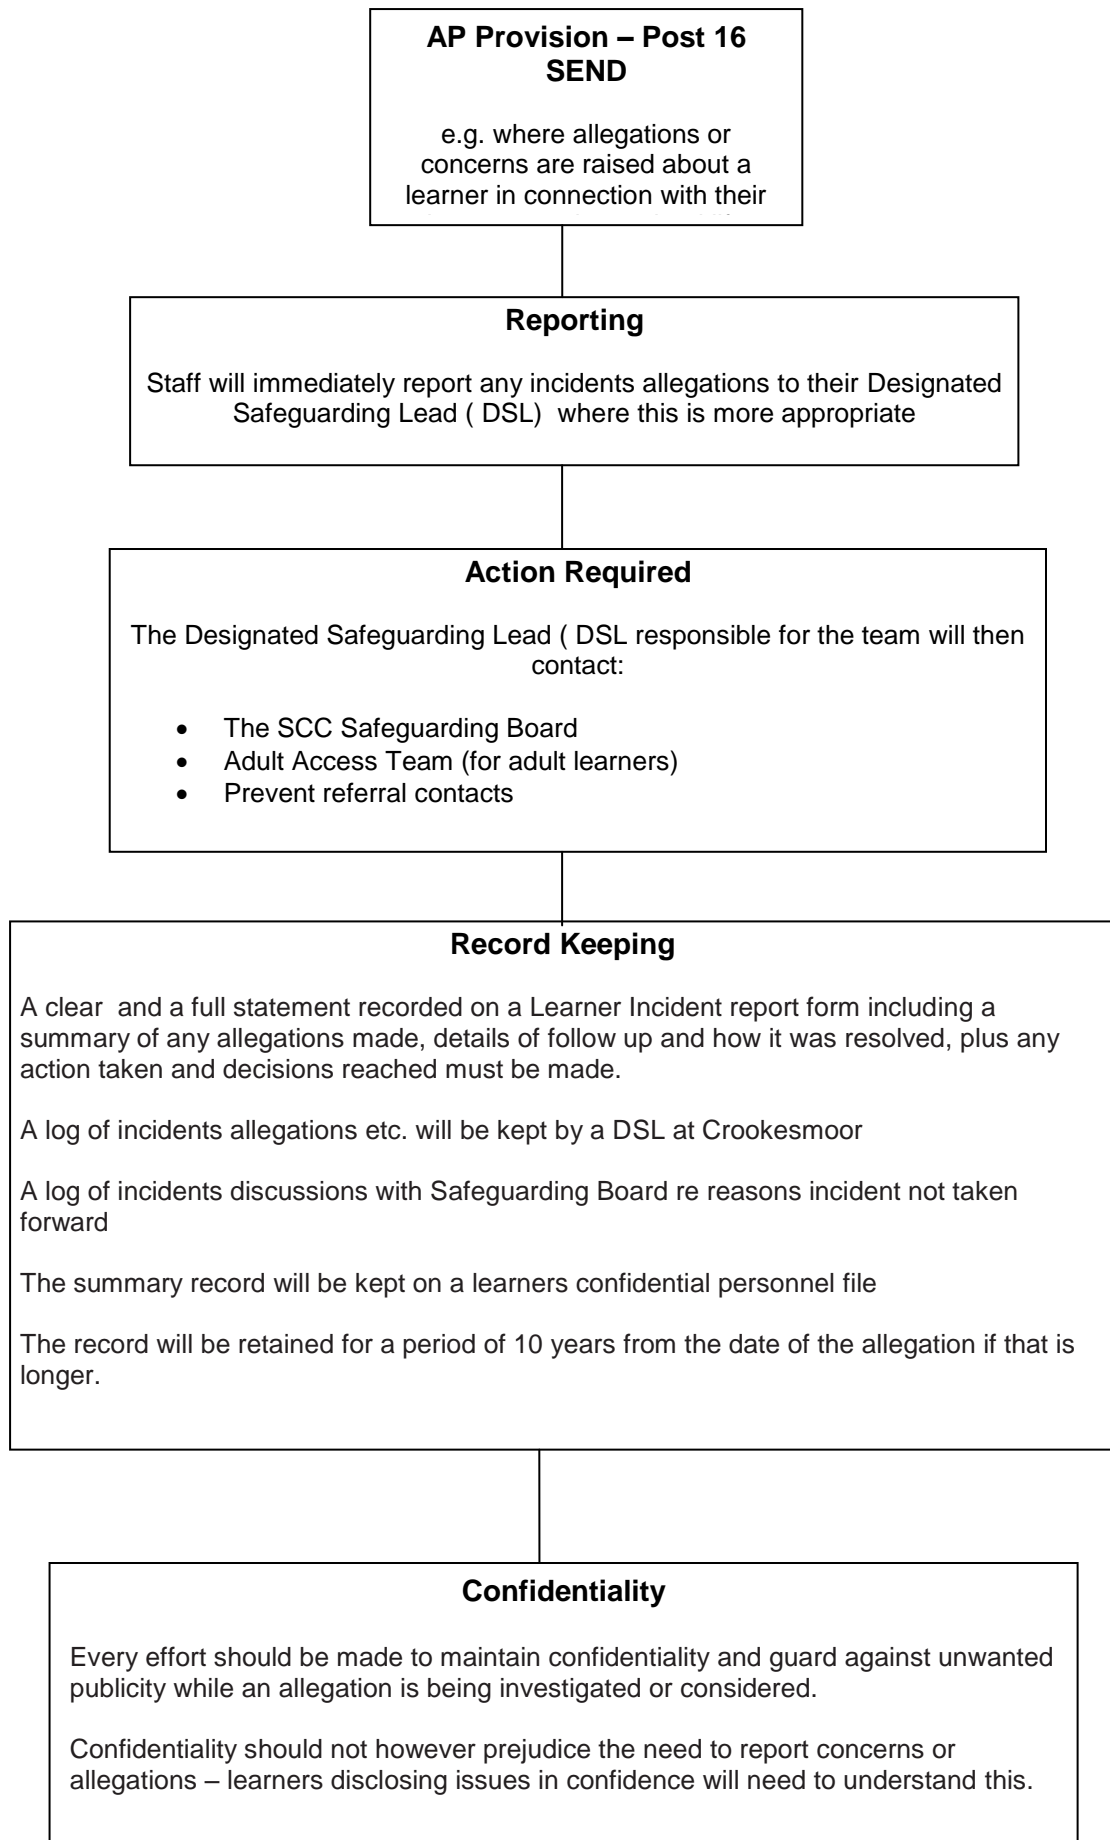 AP Provision – Post 16
SEND
e.g. where allegations or
concerns are raised about a
learner in connection with their
Reporting
Staff will immediately report any incidents allegations to their Designated
Safeguarding Lead ( DSL)  where this is more appropriate
Action Required
The Designated Safeguarding Lead ( DSL responsible for the team will then
contact:
• The SCC Safeguarding Board
• Adult Access Team (for adult learners)
• Prevent referral contacts
Record Keeping
A clear  and a full statement recorded on a Learner Incident report form including a
summary of any allegations made, details of follow up and how it was resolved, plus any
action taken and decisions reached must be made.
A log of incidents allegations etc. will be kept by a DSL at Crookesmoor
A log of incidents discussions with Safeguarding Board re reasons incident not taken
forward
The summary record will be kept on a learners confidential personnel file
The record will be retained for a period of 10 years from the date of the allegation if that is
longer.
Confidentiality
Every effort should be made to maintain confidentiality and guard against unwanted
publicity while an allegation is being investigated or considered.
Confidentiality should not however prejudice the need to report concerns or
allegations – learners disclosing issues in confidence will need to understand this.